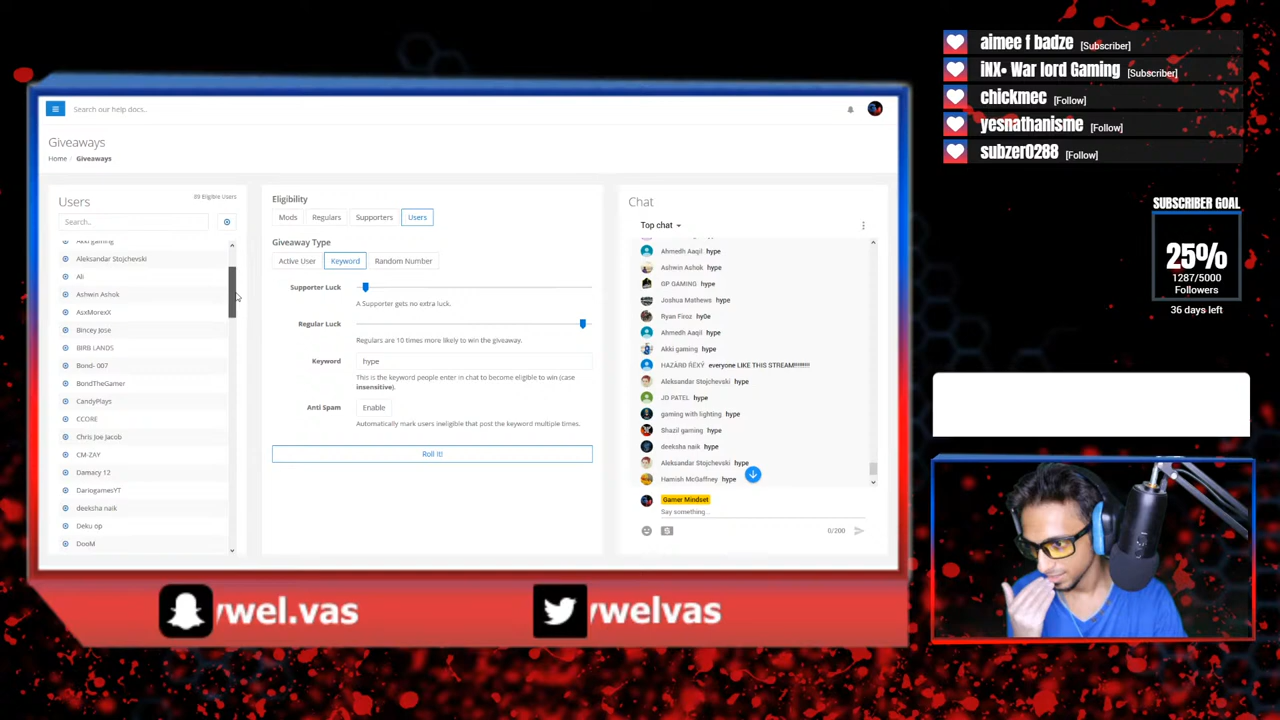 aimee f badze [Subscriber]
iNX• War lord Gaming [Subscriber]
chickmec [Follow]
yesnathanisme [Follow]
subzer0288 [Follow]
SUBSCRIBER GOAL
25%
1287/5000
Followers
36 days left
Search our help docs..
Giveaways
Home / Giveaways
Users
89 Eligible Users
Search..
Akki gaming
Aleksandar Stojchevski
Ali
Ashwin Ashok
AsxMorexX
Bincey Jose
BIRB LANDS
Bond- 007
BondTheGamer
CandyPlays
CCORE
Chris Joe Jacob
CM-ZAY
Damacy 12
DariogamesYT
deeksha naik
Deku op
DooM
Eligibility
Mods Regulars Supporters Users
Giveaway Type
Active User Keyword Random Number
Supporter Luck
A Supporter gets no extra luck.
Regular Luck
Regulars are 10 times more likely to win the giveaway.
Keyword hype
This is the keyword people enter in chat to become eligible to win (case
insensitive).
Anti Spam Enable
Automatically mark users ineligible that post the keyword multiple times.
Roll It!
Chat
Top chat
Ahmedh Aaqil hype
Ashwin Ashok hype
GP GAMING hype
Joshua Mathews hype
Ryan Firoz hy0e
Ahmedh Aaqil hype
Akki gaming hype
HAZARD ŘEXÝ everyone LIKE THIS STREAM!!!!!!!!!!
Aleksandar Stojchevski hype
JD PATEL hype
gaming with lighting hype
Shazil gaming hype
deeksha naik hype
Aleksandar Stojchevski hype
Hamish McGaffney hype
Gamer Mindset
Say something...
0/200
/wel.vas
/welvas